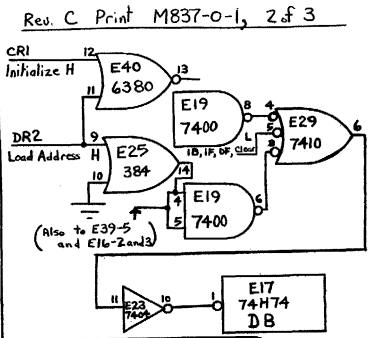 Rev. C Print M837-0-1, 2 of 3
CR1 12
Initialize H
E40
6380
13
11
DR2 9
Load Address H
E25
384
10
14
E19
7400
8
4
L 5
IB, IF, DF, Clear
3
E29
7410
6
4
5
E19
7400
6
(Also to E39-5
and E16-2 and 3)
11
E23
7404
10
1
E17
74H74
DB